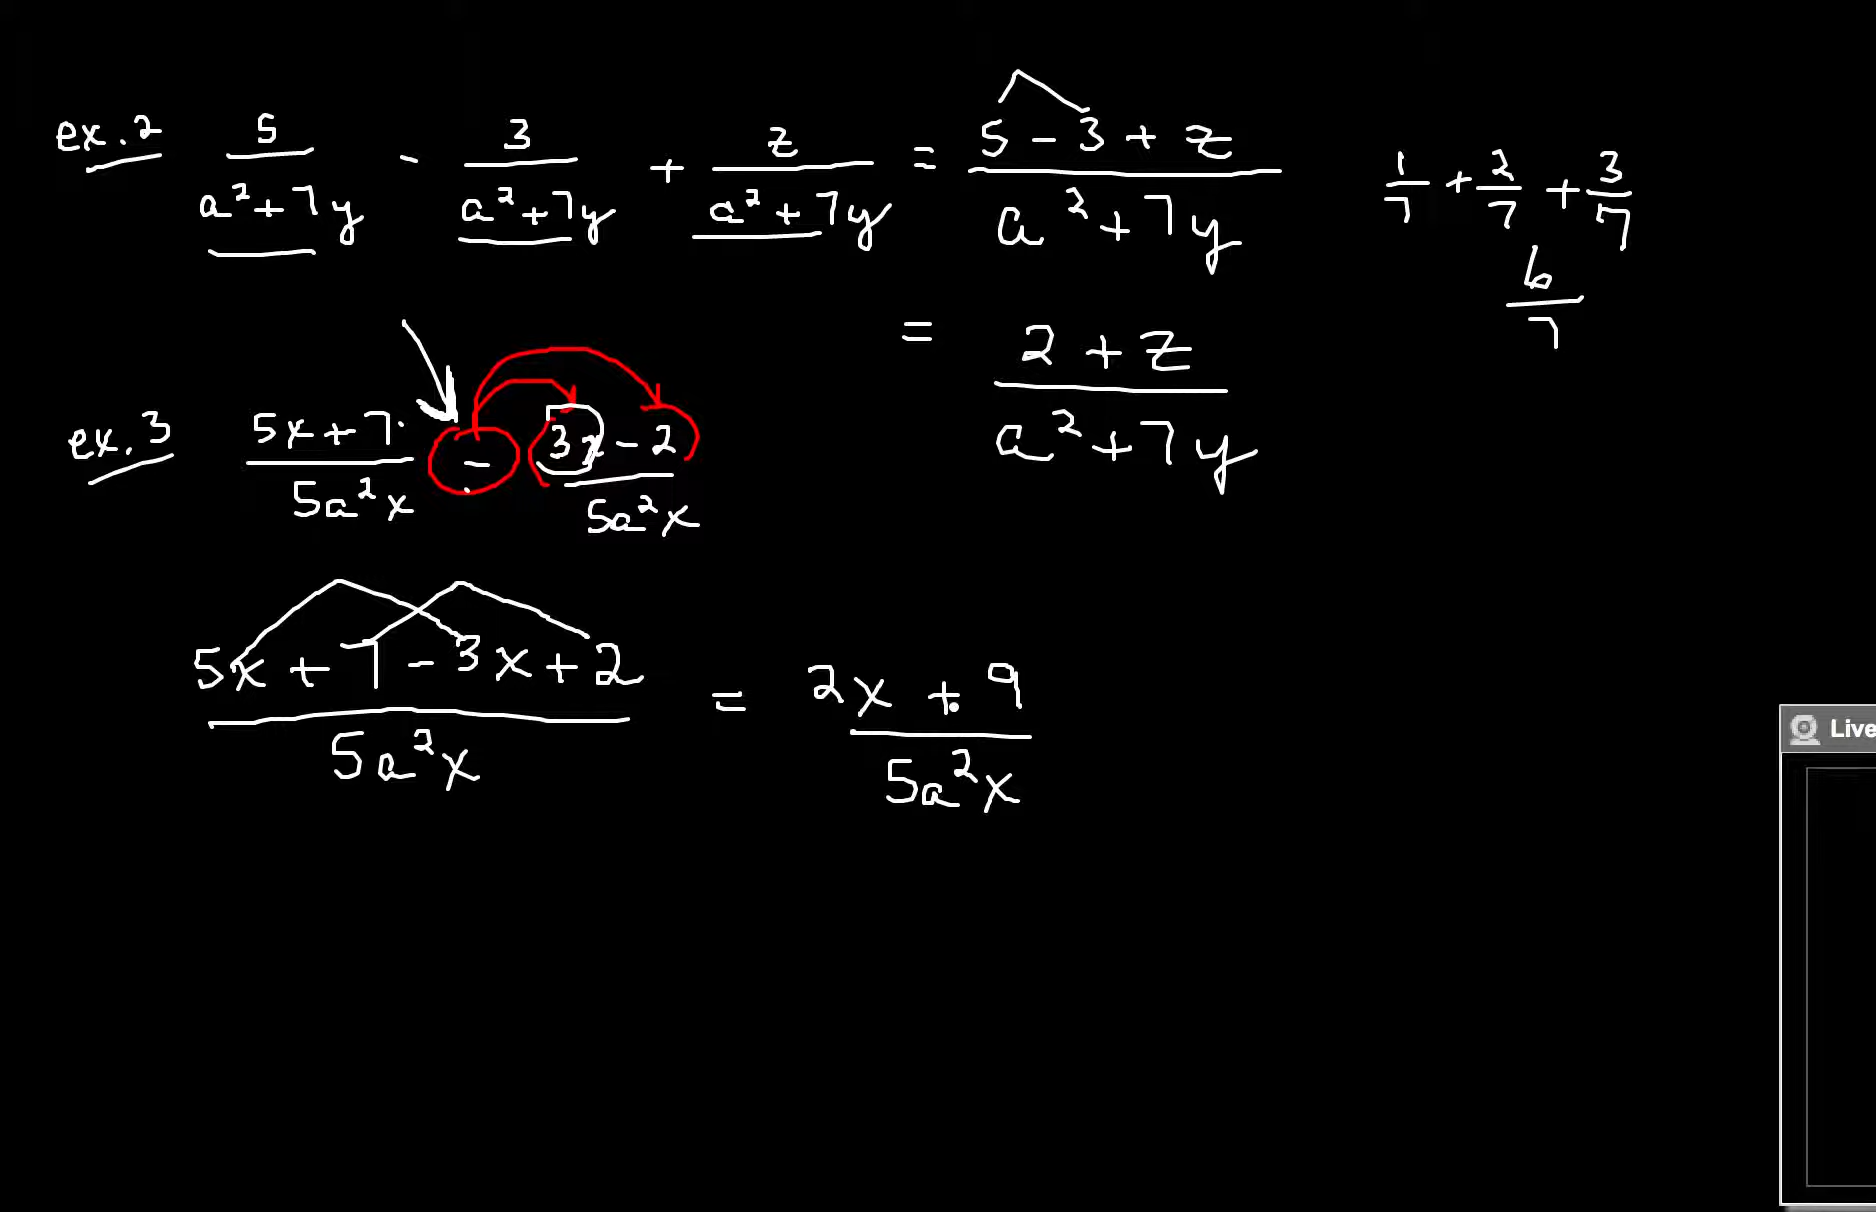 ex.2 5/(a²+7y) - 3/(a²+7y) + z/(a²+7y) = (5 - 3 + z)/(a²+7y)
1/7 + 2/7 + 3/7
6/7
= (2 + z)/(a²+7y)
ex.3 (5x+7)/(5a²x) - (3x-2)/(5a²x)
(5x + 7 - 3x + 2)/(5a²x) = (2x + 9)/(5a²x)
Live